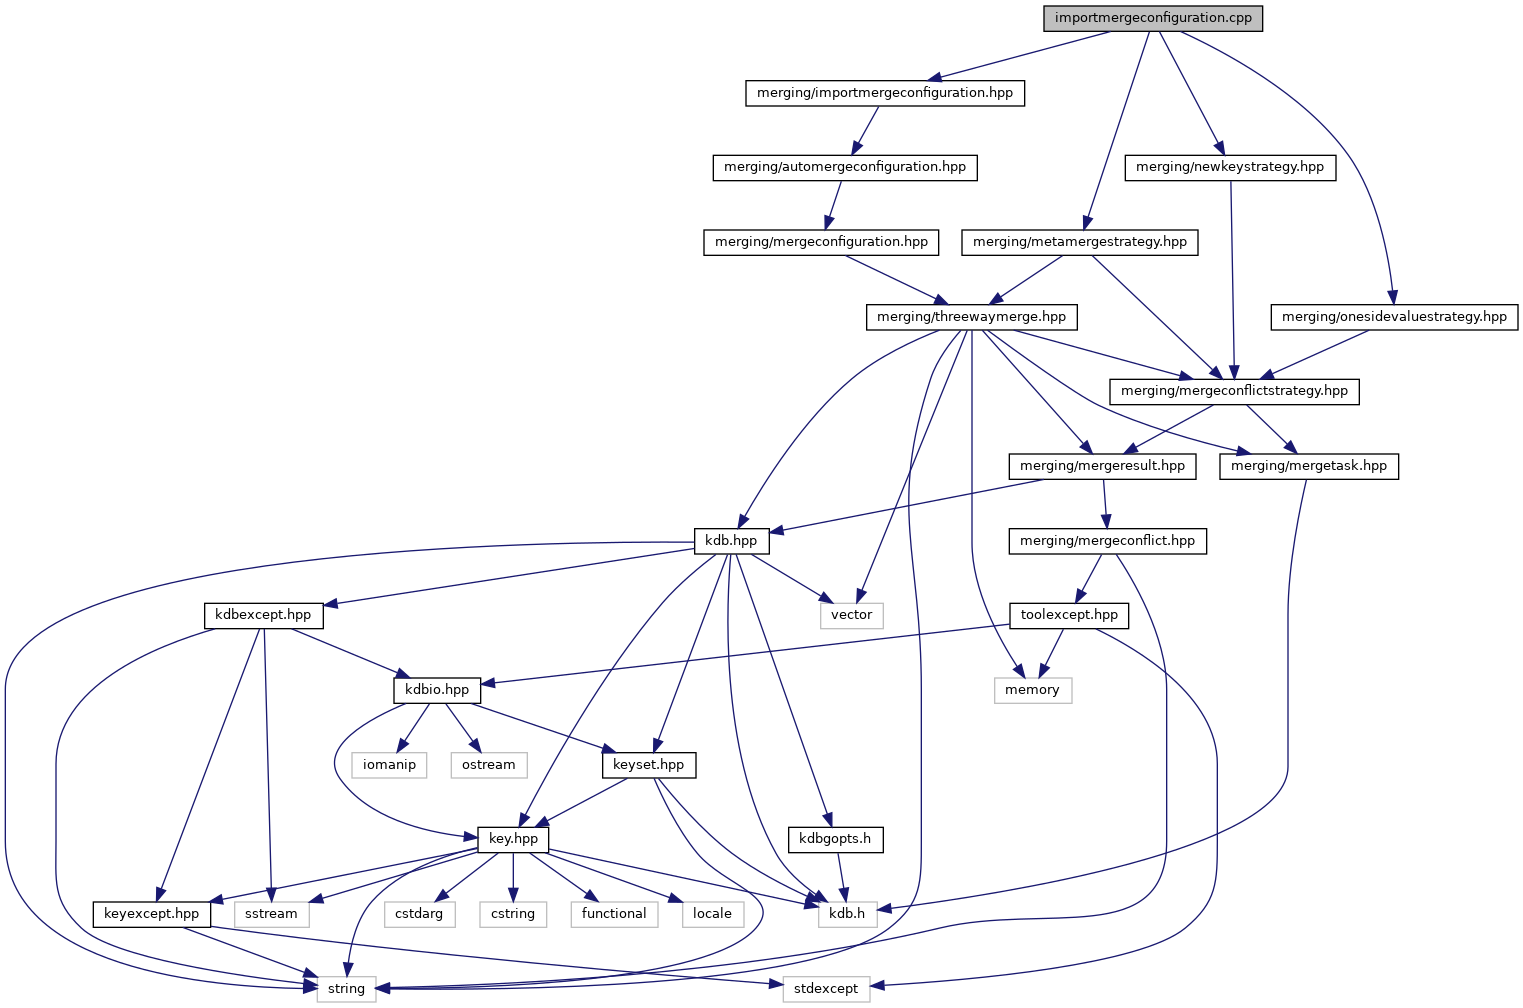 importmergeconfiguration.cpp
merging/importmergeconfiguration.hpp
merging/automergeconfiguration.hpp
merging/newkeystrategy.hpp
merging/mergeconfiguration.hpp
merging/metamergestrategy.hpp
merging/threewaymerge.hpp
merging/onesidevaluestrategy.hpp
merging/mergeconflictstrategy.hpp
merging/mergeresult.hpp
merging/mergetask.hpp
kdb.hpp
merging/mergeconflict.hpp
kdbexcept.hpp
vector
toolexcept.hpp
kdbio.hpp
memory
iomanip
ostream
keyset.hpp
key.hpp
kdbgopts.h
keyexcept.hpp
sstream
cstdarg
cstring
functional
locale
kdb.h
string
stdexcept